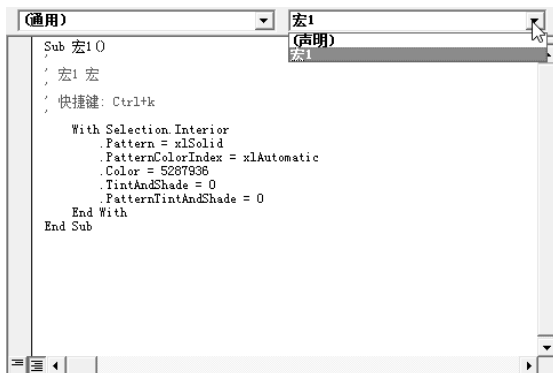 (通用)
宏1
(声明)
宏1
Sub 宏1()
'
' 宏1 宏
'
' 快捷键: Ctrl+k
'
With Selection.Interior
.Pattern = xlSolid
.PatternColorIndex = xlAutomatic
.Color = 5287936
.TintAndShade = 0
.PatternTintAndShade = 0
End With
End Sub